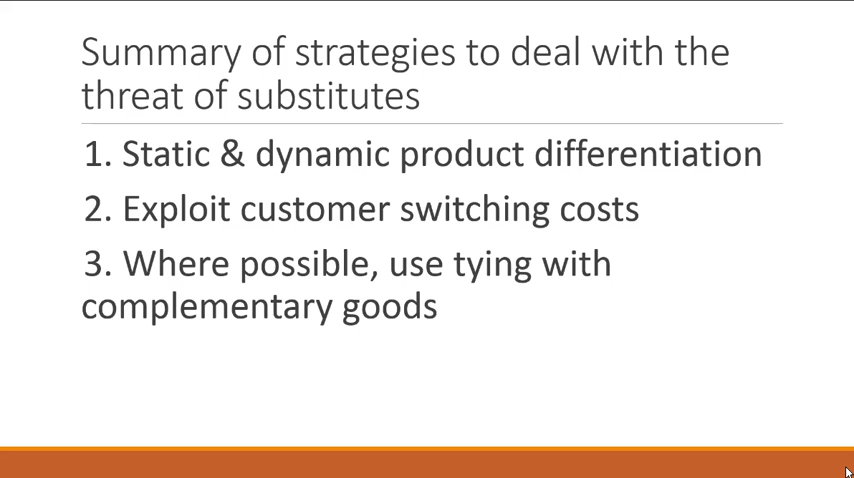 Summary of strategies to deal with the
threat of substitutes
1. Static & dynamic product differentiation
2. Exploit customer switching costs
3. Where possible, use tying with
complementary goods